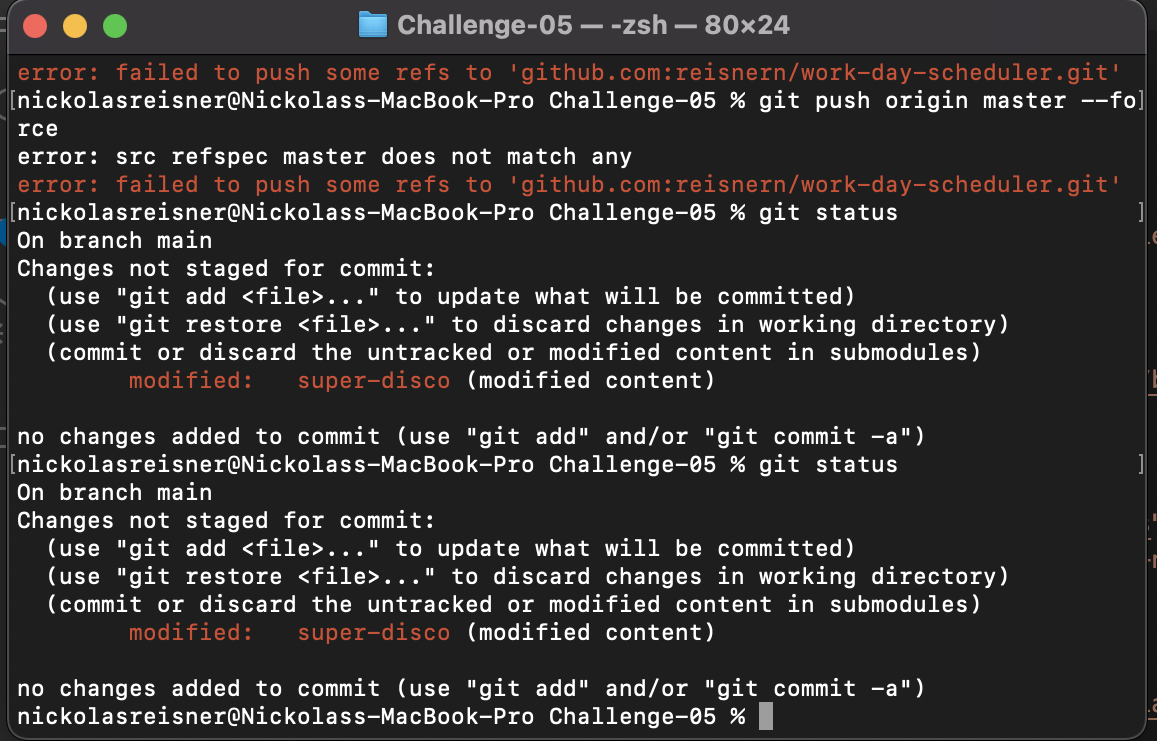 Challenge-05 — -zsh — 80×24
error: failed to push some refs to 'github.com:reisnern/work-day-scheduler.git'
[nickolasreisner@Nickolass-MacBook-Pro Challenge-05 % git push origin master --fo]
rce
error: src refspec master does not match any
error: failed to push some refs to 'github.com:reisnern/work-day-scheduler.git'
[nickolasreisner@Nickolass-MacBook-Pro Challenge-05 % git status ]
On branch main
Changes not staged for commit:
  (use "git add <file>..." to update what will be committed)
  (use "git restore <file>..." to discard changes in working directory)
  (commit or discard the untracked or modified content in submodules)
        modified:   super-disco (modified content)

no changes added to commit (use "git add" and/or "git commit -a")
[nickolasreisner@Nickolass-MacBook-Pro Challenge-05 % git status ]
On branch main
Changes not staged for commit:
  (use "git add <file>..." to update what will be committed)
  (use "git restore <file>..." to discard changes in working directory)
  (commit or discard the untracked or modified content in submodules)
        modified:   super-disco (modified content)

no changes added to commit (use "git add" and/or "git commit -a")
nickolasreisner@Nickolass-MacBook-Pro Challenge-05 %